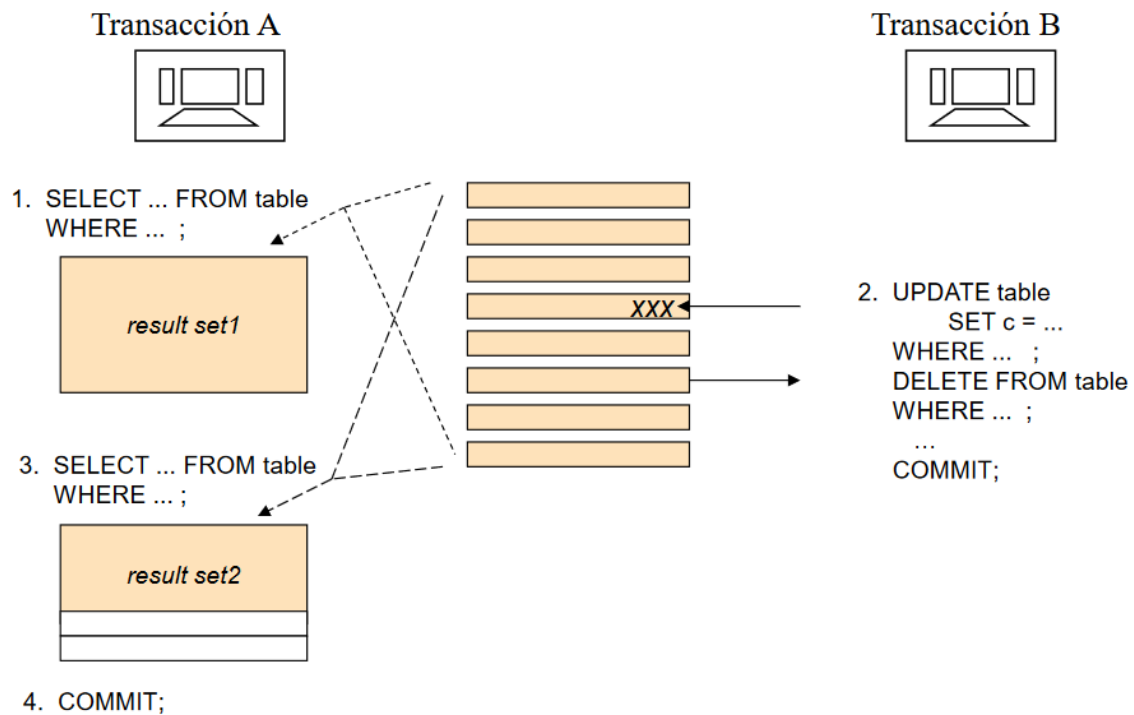 Transacción A
Transacción B
1. SELECT ... FROM table
WHERE ... ;
result set1
xxx
2. UPDATE table
SET c = ...
WHERE ... ;
DELETE FROM table
WHERE ... ;
...
COMMIT;
3. SELECT ... FROM table
WHERE ... ;
result set2
4. COMMIT;